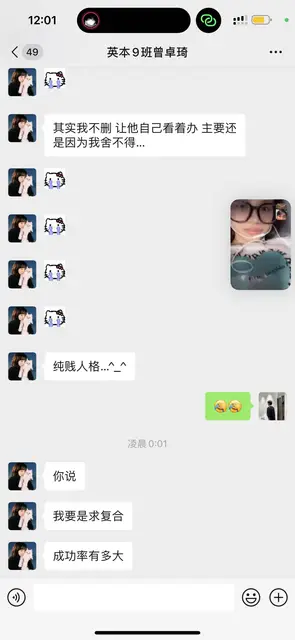 12:01
49
英本9班曾卓琦
其实我不删 让他自己看着办 主要还
是因为我舍不得...
纯贱人格...^_^
凌晨0:01
你说
我要是求复合
成功率有多大